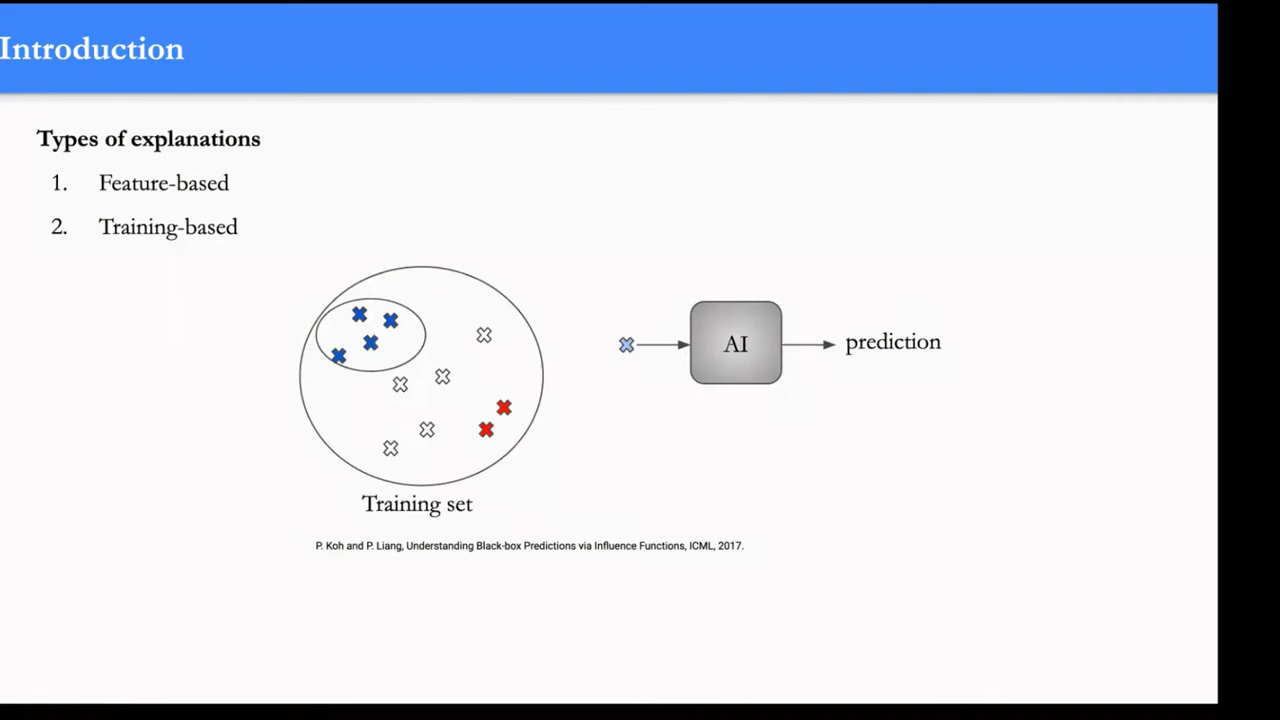 Introduction
Types of explanations
1. Feature-based
2. Training-based
AI
prediction
Training set
P. Koh and P. Liang, Understanding Black-box Predictions via Influence Functions, ICML, 2017.